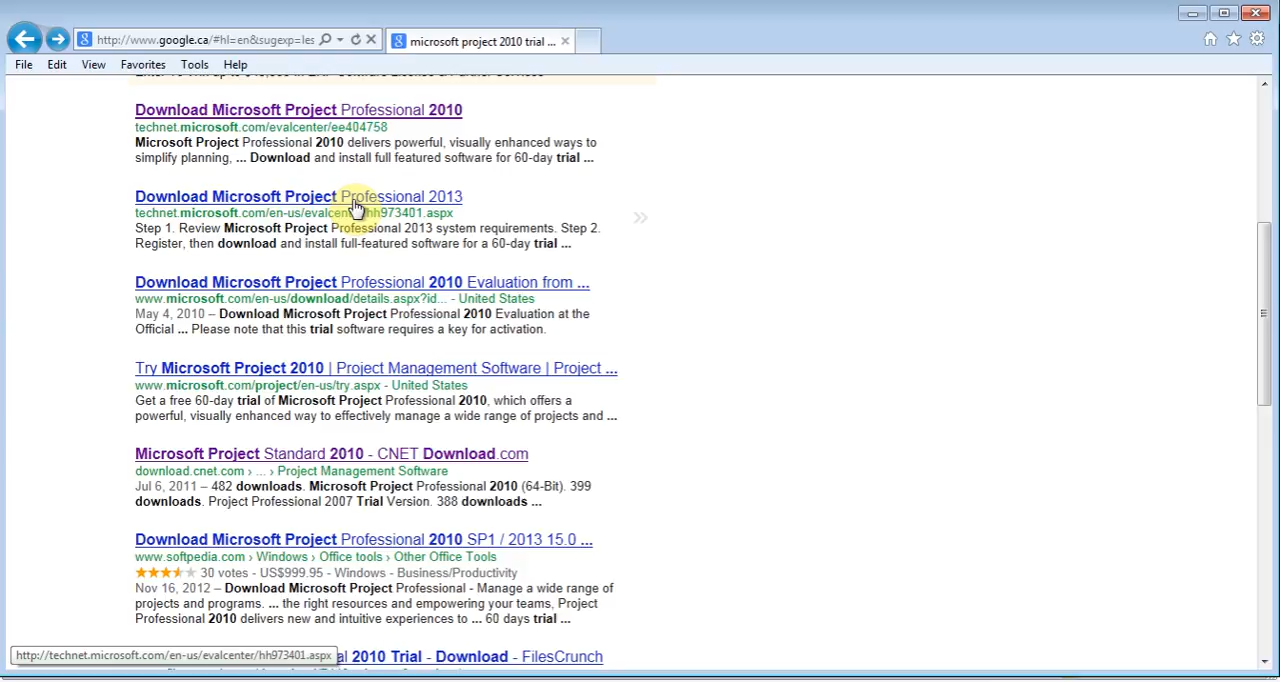 http://www.google.ca/#hl=en&sugexp=les
microsoft project 2010 trial ...
File Edit View Favorites Tools Help
Download Microsoft Project Professional 2010
technet.microsoft.com/evalcenter/ee404758
Microsoft Project Professional 2010 delivers powerful, visually enhanced ways to
simplify planning, ... Download and install full featured software for 60-day trial ...
Download Microsoft Project Professional 2013
technet.microsoft.com/en-us/evalcenter/hh973401.aspx
Step 1. Review Microsoft Project Professional 2013 system requirements. Step 2.
Register, then download and install full-featured software for a 60-day trial ...
Download Microsoft Project Professional 2010 Evaluation from ...
www.microsoft.com/en-us/download/details.aspx?id... - United States
May 4, 2010 – Download Microsoft Project Professional 2010 Evaluation at the
Official ... Please note that this trial software requires a key for activation.
Try Microsoft Project 2010 | Project Management Software | Project ...
www.microsoft.com/project/en-us/try.aspx - United States
Get a free 60-day trial of Microsoft Project Professional 2010, which offers a
powerful, visually enhanced way to effectively manage a wide range of projects and ...
Microsoft Project Standard 2010 - CNET Download.com
download.cnet.com › ... › Project Management Software
Jul 6, 2011 – 482 downloads. Microsoft Project Professional 2010 (64-Bit). 399
downloads. Project Professional 2007 Trial Version. 388 downloads ...
Download Microsoft Project Professional 2010 SP1 / 2013 15.0 ...
www.softpedia.com › Windows › Office tools › Other Office Tools
30 votes - US$999.95 - Windows - Business/Productivity
Nov 16, 2012 – Download Microsoft Project Professional - Manage a wide range of
projects and programs. ... the right resources and empowering your teams, Project
Professional 2010 delivers new and intuitive experiences to ... 60 days trial ...
2010 Trial - Download - FilesCrunch
http://technet.microsoft.com/en-us/evalcenter/hh973401.aspx